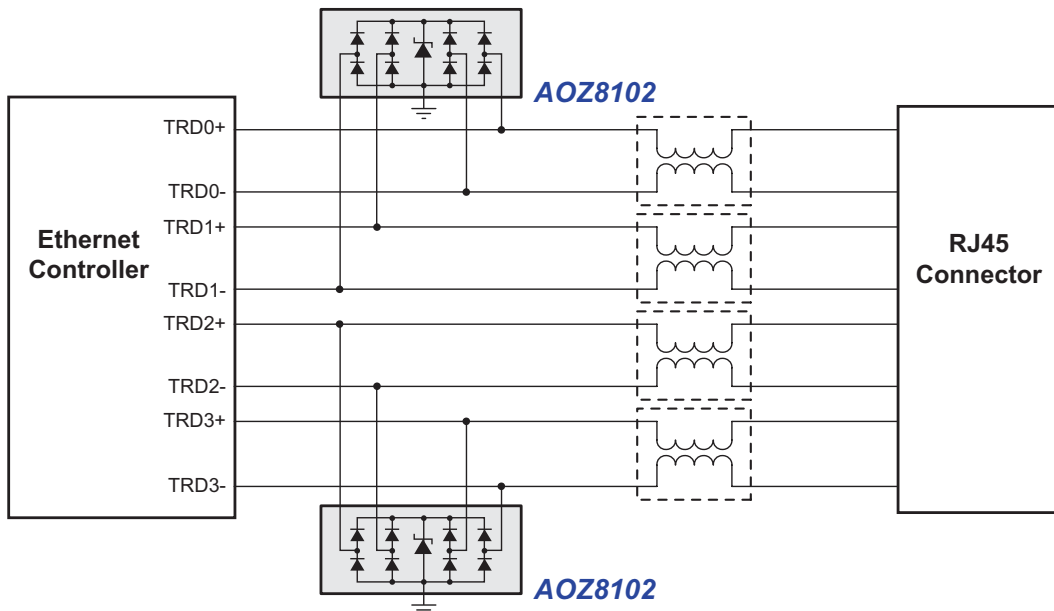 AOZ8102
TRD0+
TRD0-
TRD1+
Ethernet
Controller
RJ45
Connector
TRD1-
TRD2+
TRD2-
TRD3+
TRD3-
AOZ8102